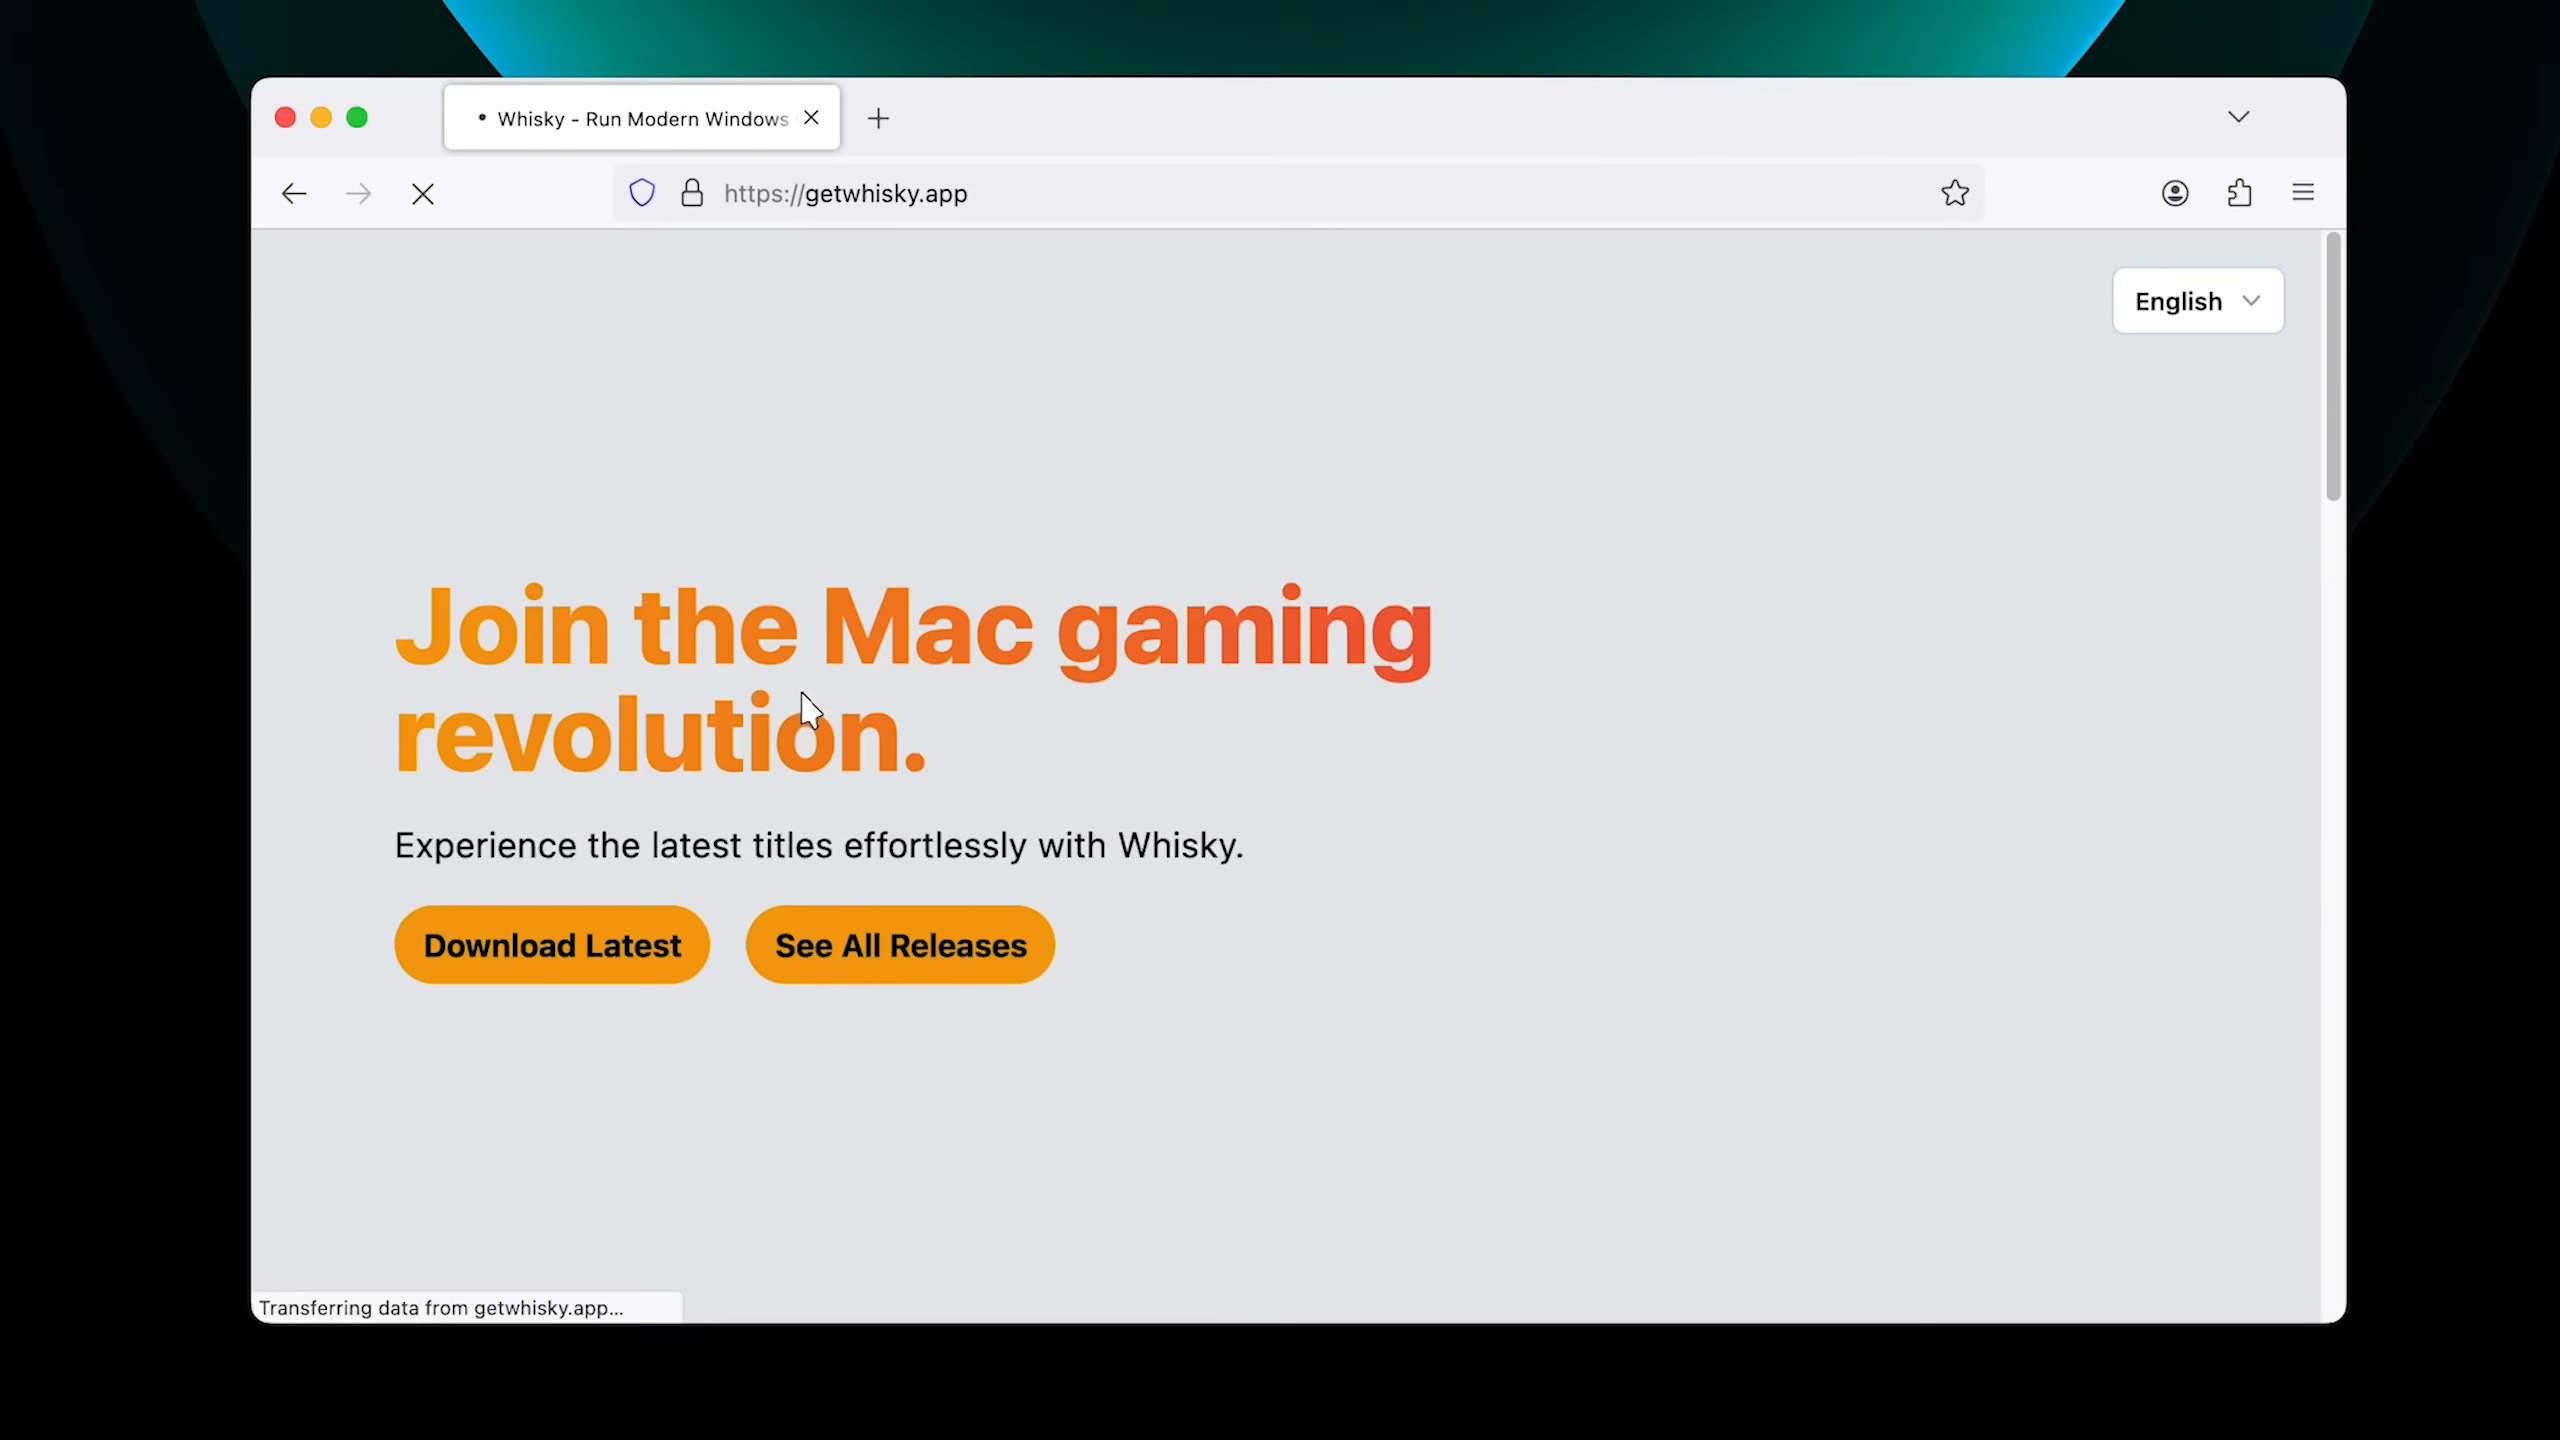 Whisky - Run Modern Windows
https://getwhisky.app
English
Join the Mac gaming
revolution.
Experience the latest titles effortlessly with Whisky.
Download Latest
See All Releases
Transferring data from getwhisky.app...